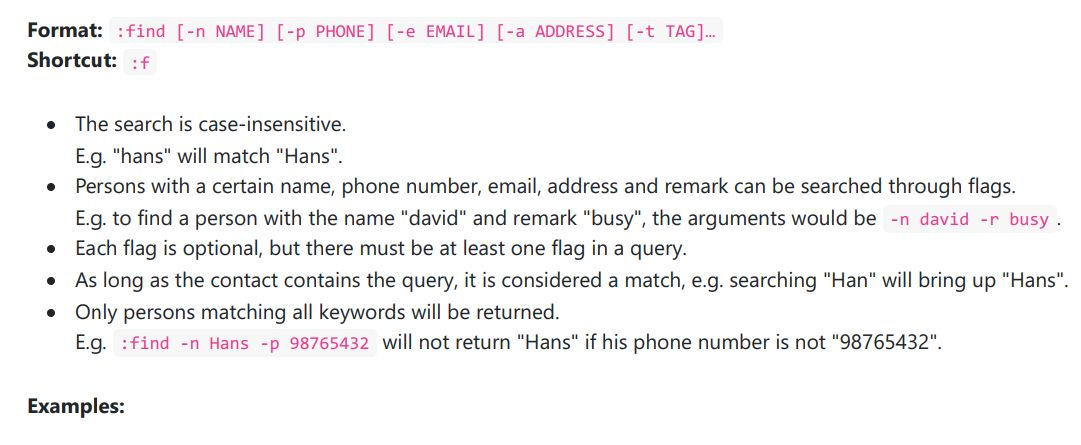 Format: :find [-n NAME] [-p PHONE] [-e EMAIL] [-a ADDRESS] [-t TAG]…
Shortcut: :f
• The search is case-insensitive.
E.g. "hans" will match "Hans".
• Persons with a certain name, phone number, email, address and remark can be searched through flags.
E.g. to find a person with the name "david" and remark "busy", the arguments would be -n david -r busy.
• Each flag is optional, but there must be at least one flag in a query.
• As long as the contact contains the query, it is considered a match, e.g. searching "Han" will bring up "Hans".
• Only persons matching all keywords will be returned.
E.g. :find -n Hans -p 98765432 will not return "Hans" if his phone number is not "98765432".
Examples: